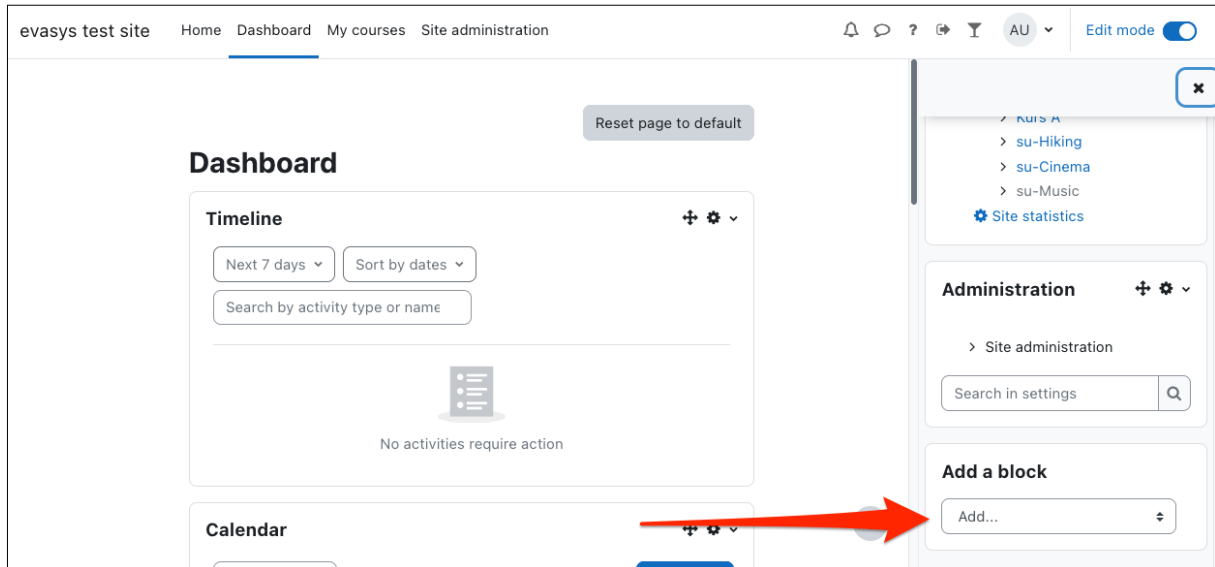 evasys test site Home Dashboard My courses Site administration ? AU Edit mode
Reset page to default
Dashboard
Timeline
Next 7 days Sort by dates
Search by activity type or name
No activities require action
Calendar
Kurs A
su-Hiking
su-Cinema
su-Music
Site statistics
Administration
Site administration
Search in settings
Add a block
Add...